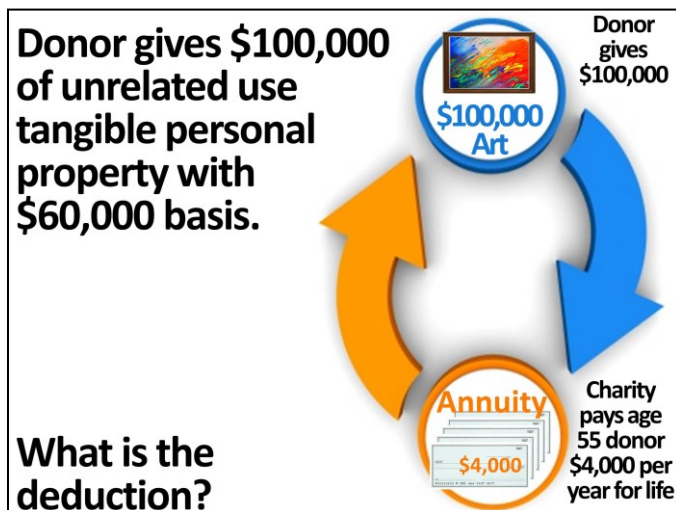 Donor gives $100,000
of unrelated use
tangible personal
property with
$60,000 basis.
What is the
deduction?
Donor
gives
$100,000
$100,000
Art
Annuity
$4,000
Charity
pays age
55 donor
$4,000 per
year for life